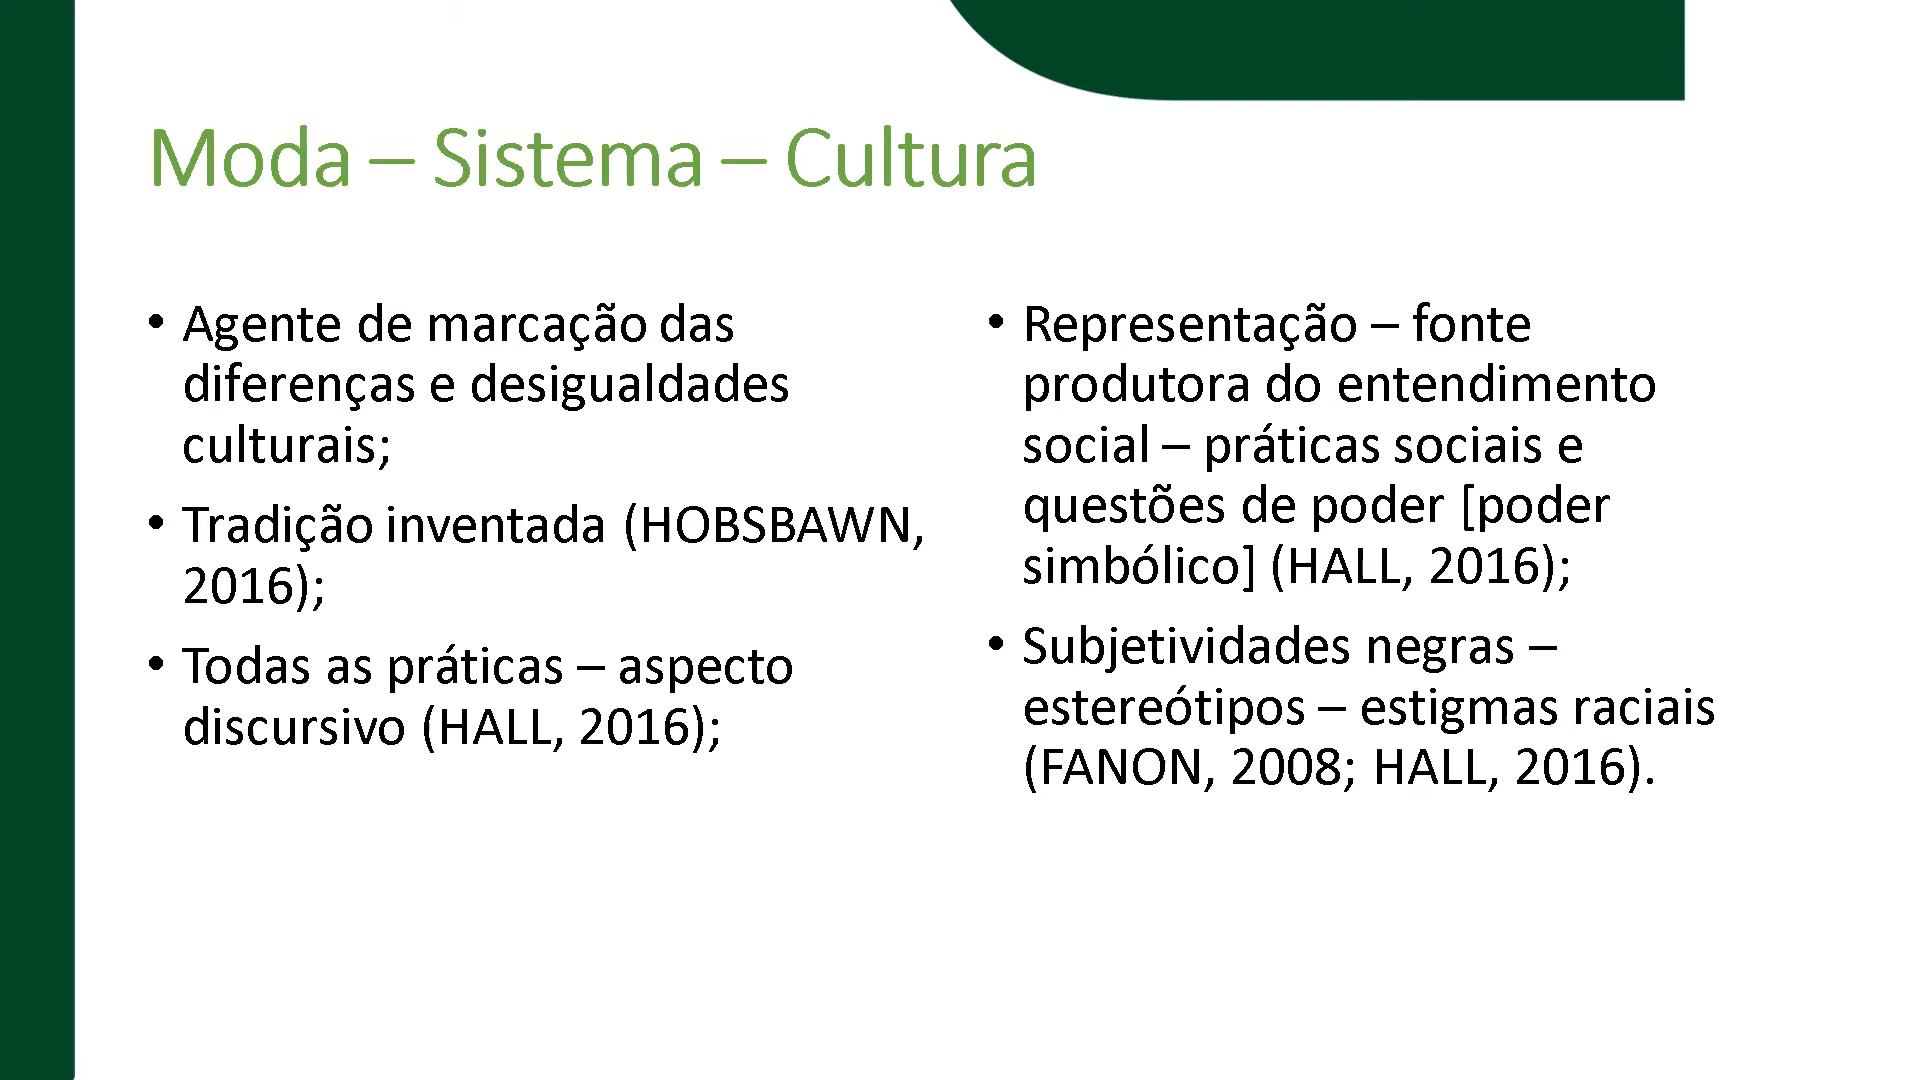 Moda – Sistema – Cultura
• Agente de marcação das
diferenças e desigualdades
culturais;
• Tradição inventada (HOBSBAWN,
2016);
• Todas as práticas – aspecto
discursivo (HALL, 2016);
• Representação – fonte
produtora do entendimento
social – práticas sociais e
questões de poder [poder
simbólico] (HALL, 2016);
• Subjetividades negras –
estereótipos – estigmas raciais
(FANON, 2008; HALL, 2016).